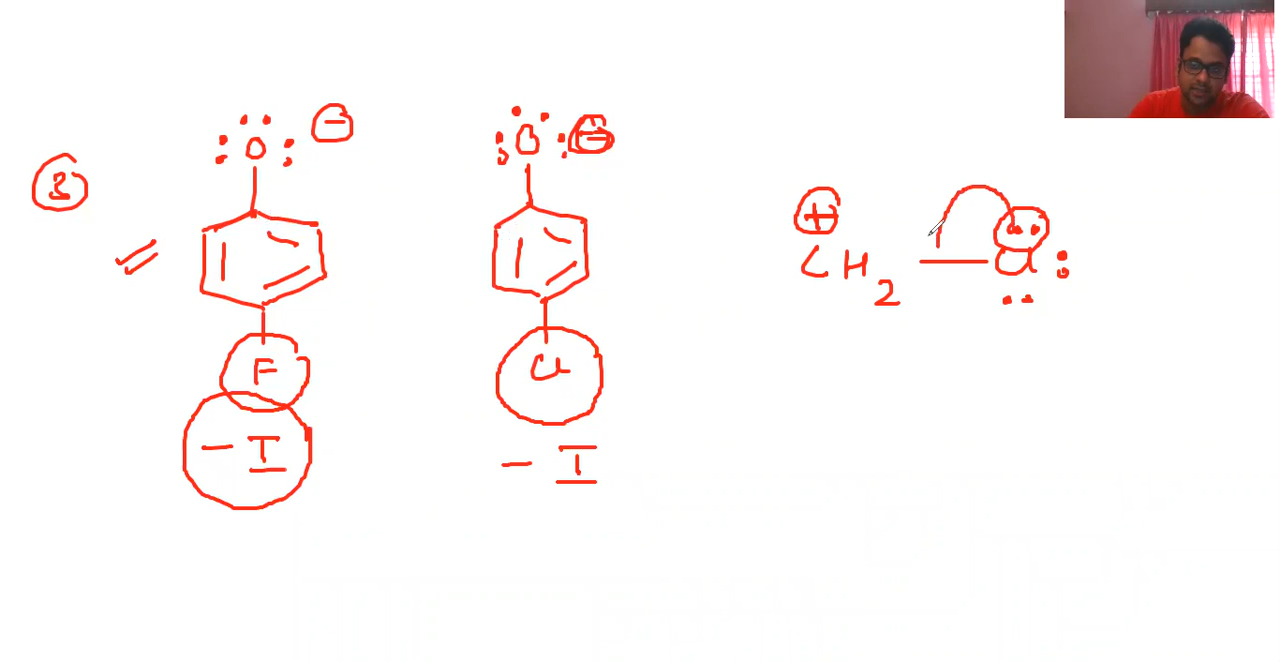 3
O −
O −
F
Cl
− I
− I
+
CH2 — Cl